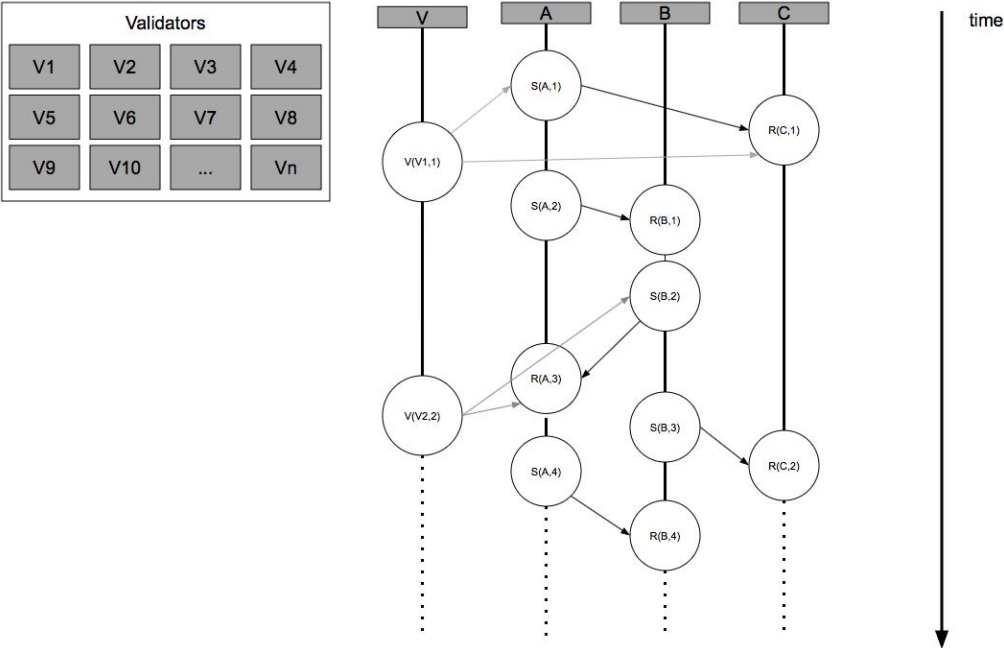 Validators
V1 V2 V3 V4
V5 V6 V7 V8
V9 V10 ... Vn
V A B C
time
S(A,1)
R(C,1)
V(V1,1)
S(A,2)
R(B,1)
S(B,2)
R(A,3)
V(V2,2)
S(B,3)
R(C,2)
S(A,4)
R(B,4)